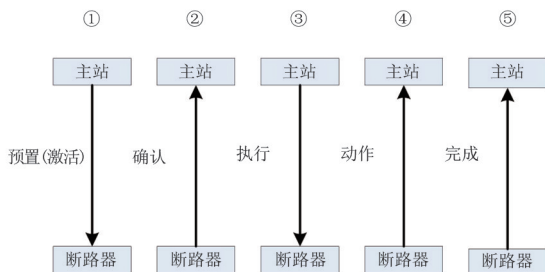 ① ② ③ ④ ⑤
主站 主站 主站 主站 主站
预置(激活) 确认 执行 动作 完成
断路器 断路器 断路器 断路器 断路器